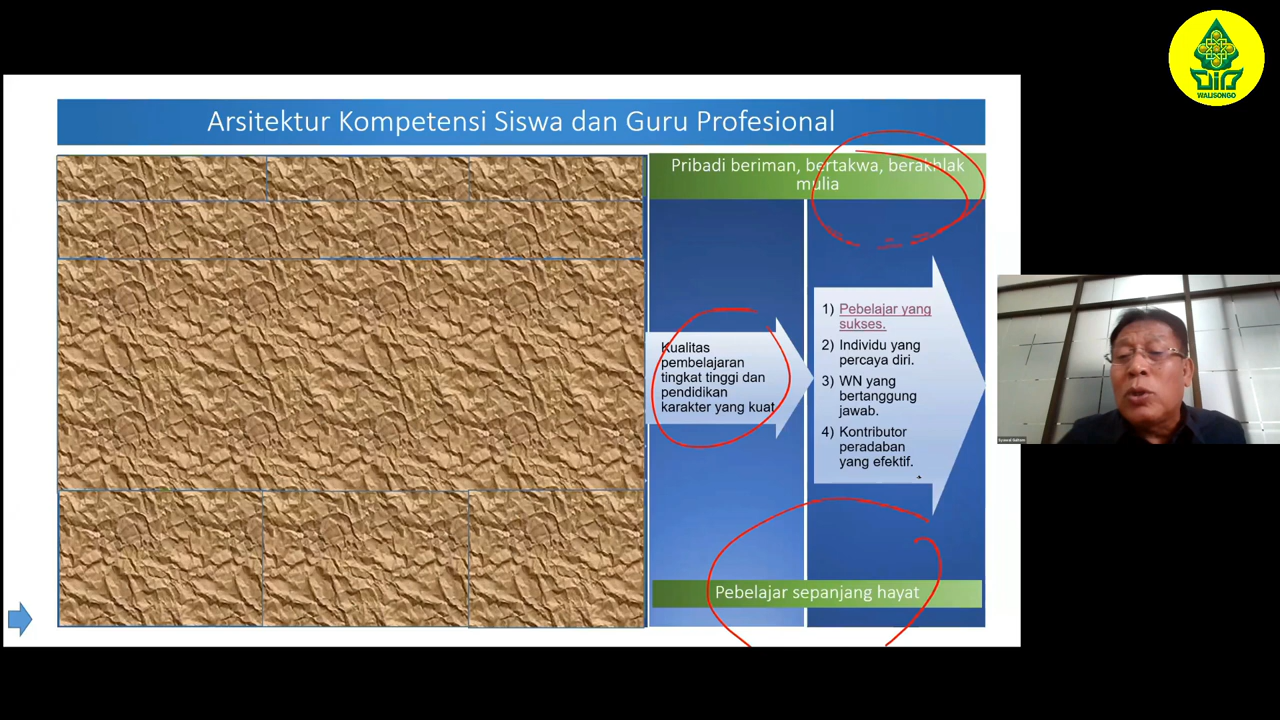 Arsitektur Kompetensi Siswa dan Guru Profesional
Pribadi beriman, bertakwa, berakhlak
mulia
Kualitas
pembelajaran
tingkat tinggi dan
pendidikan
karakter yang kuat
1) Pebelajar yang
sukses.
2) Individu yang
percaya diri.
3) WN yang
bertanggung
jawab.
4) Kontributor
peradaban
yang efektif.
Pebelajar sepanjang hayat
WALISONGO